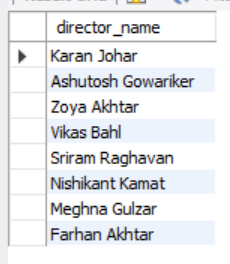 director_name
Karan Johar
Ashutosh Gowariker
Zoya Akhtar
Vikas Bahl
Sriram Raghavan
Nishikant Kamat
Meghna Gulzar
Farhan Akhtar